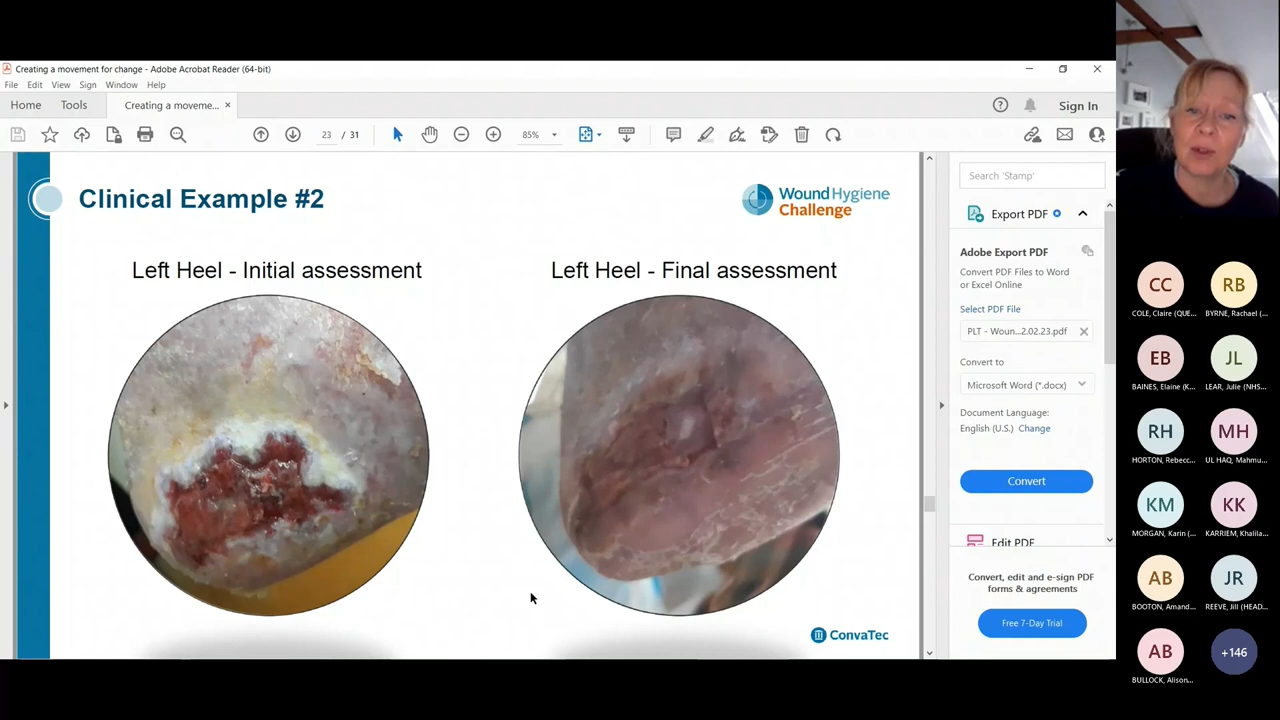 Creating a movement for change - Adobe Acrobat Reader (64-bit)
File Edit View Sign Window Help
Home Tools Creating a moveme... × Sign In
23 / 31 85%
Clinical Example #2
Wound Hygiene
Challenge
Left Heel - Initial assessment
Left Heel - Final assessment
ConvaTec
Search 'Stamp'
Export PDF
Adobe Export PDF
Convert PDF Files to Word
or Excel Online
Select PDF File
PLT - Woun...2.02.23.pdf
Convert to
Microsoft Word (*.docx)
Document Language:
English (U.S.) Change
Convert
Edit PDF
Convert, edit and e-sign PDF
forms & agreements
Free 7-Day Trial
CC
COLE, Claire (QUE...
RB
BYRNE, Rachael (...
EB
BAINES, Elaine (K...
JL
LEAR, Julie (NHS...
RH
HORTON, Rebecc...
MH
UL HAQ, Mahmu...
KM
MORGAN, Karin (...
KK
KARRIEM, Khalila...
AB
BOOTON, Amand...
JR
REEVE, Jill (HEAD...
AB
BULLOCK, Alison...
+146